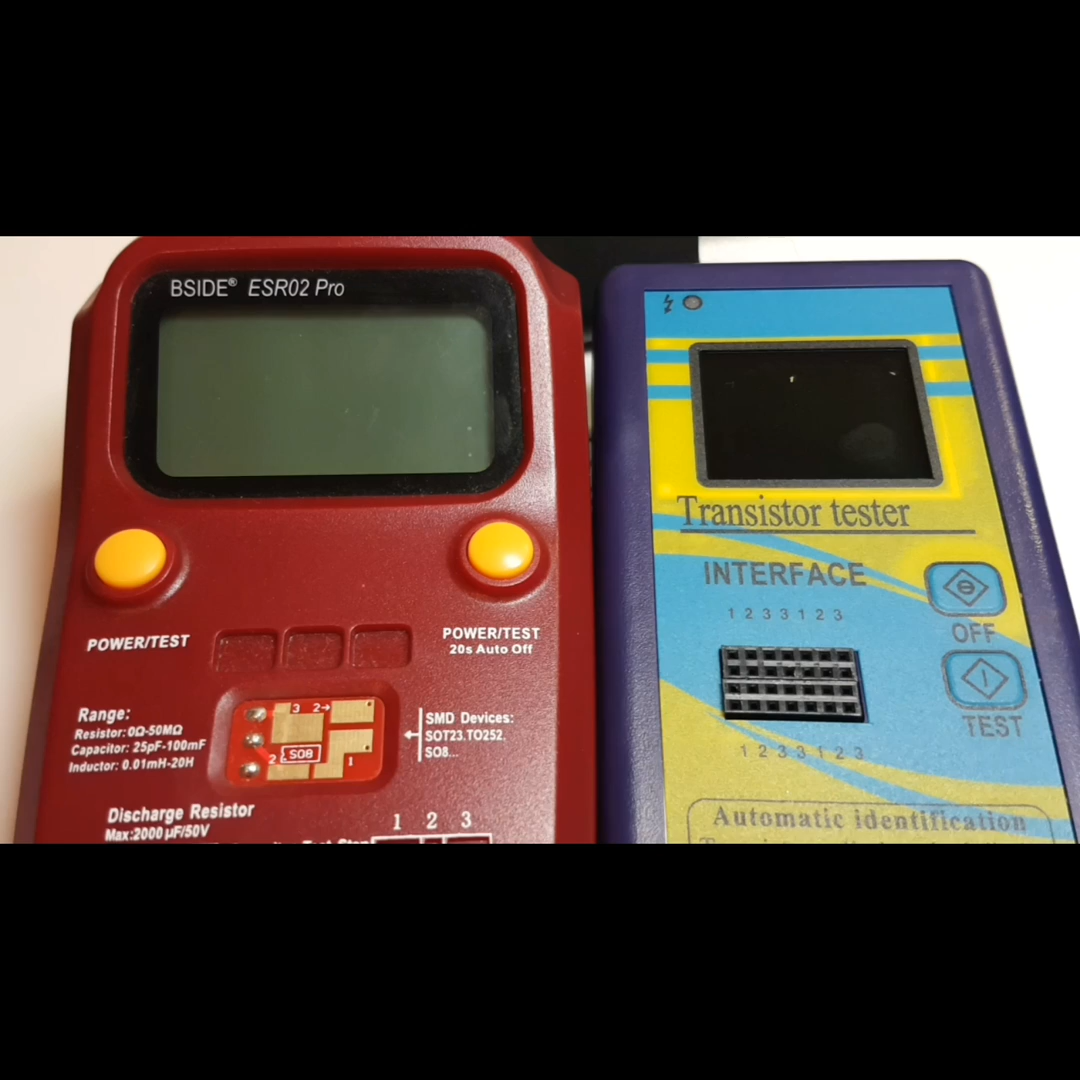 BSIDE® ESR02 Pro
POWER/TEST
POWER/TEST
20s Auto Off
Range:
Resistor: 0Ω-50MΩ
Capacitor: 25pF-100mF
Inductor: 0.01mH-20H
3 2→
2 SO8 1
SMD Devices:
SOT23.TO252.
SO8...
Discharge Resistor
Max:2000 µF/50V
1 2 3
Transistor tester
INTERFACE
1 2 3 3 1 2 3
OFF
TEST
1 2 3 3 1 2 3
Automatic identification